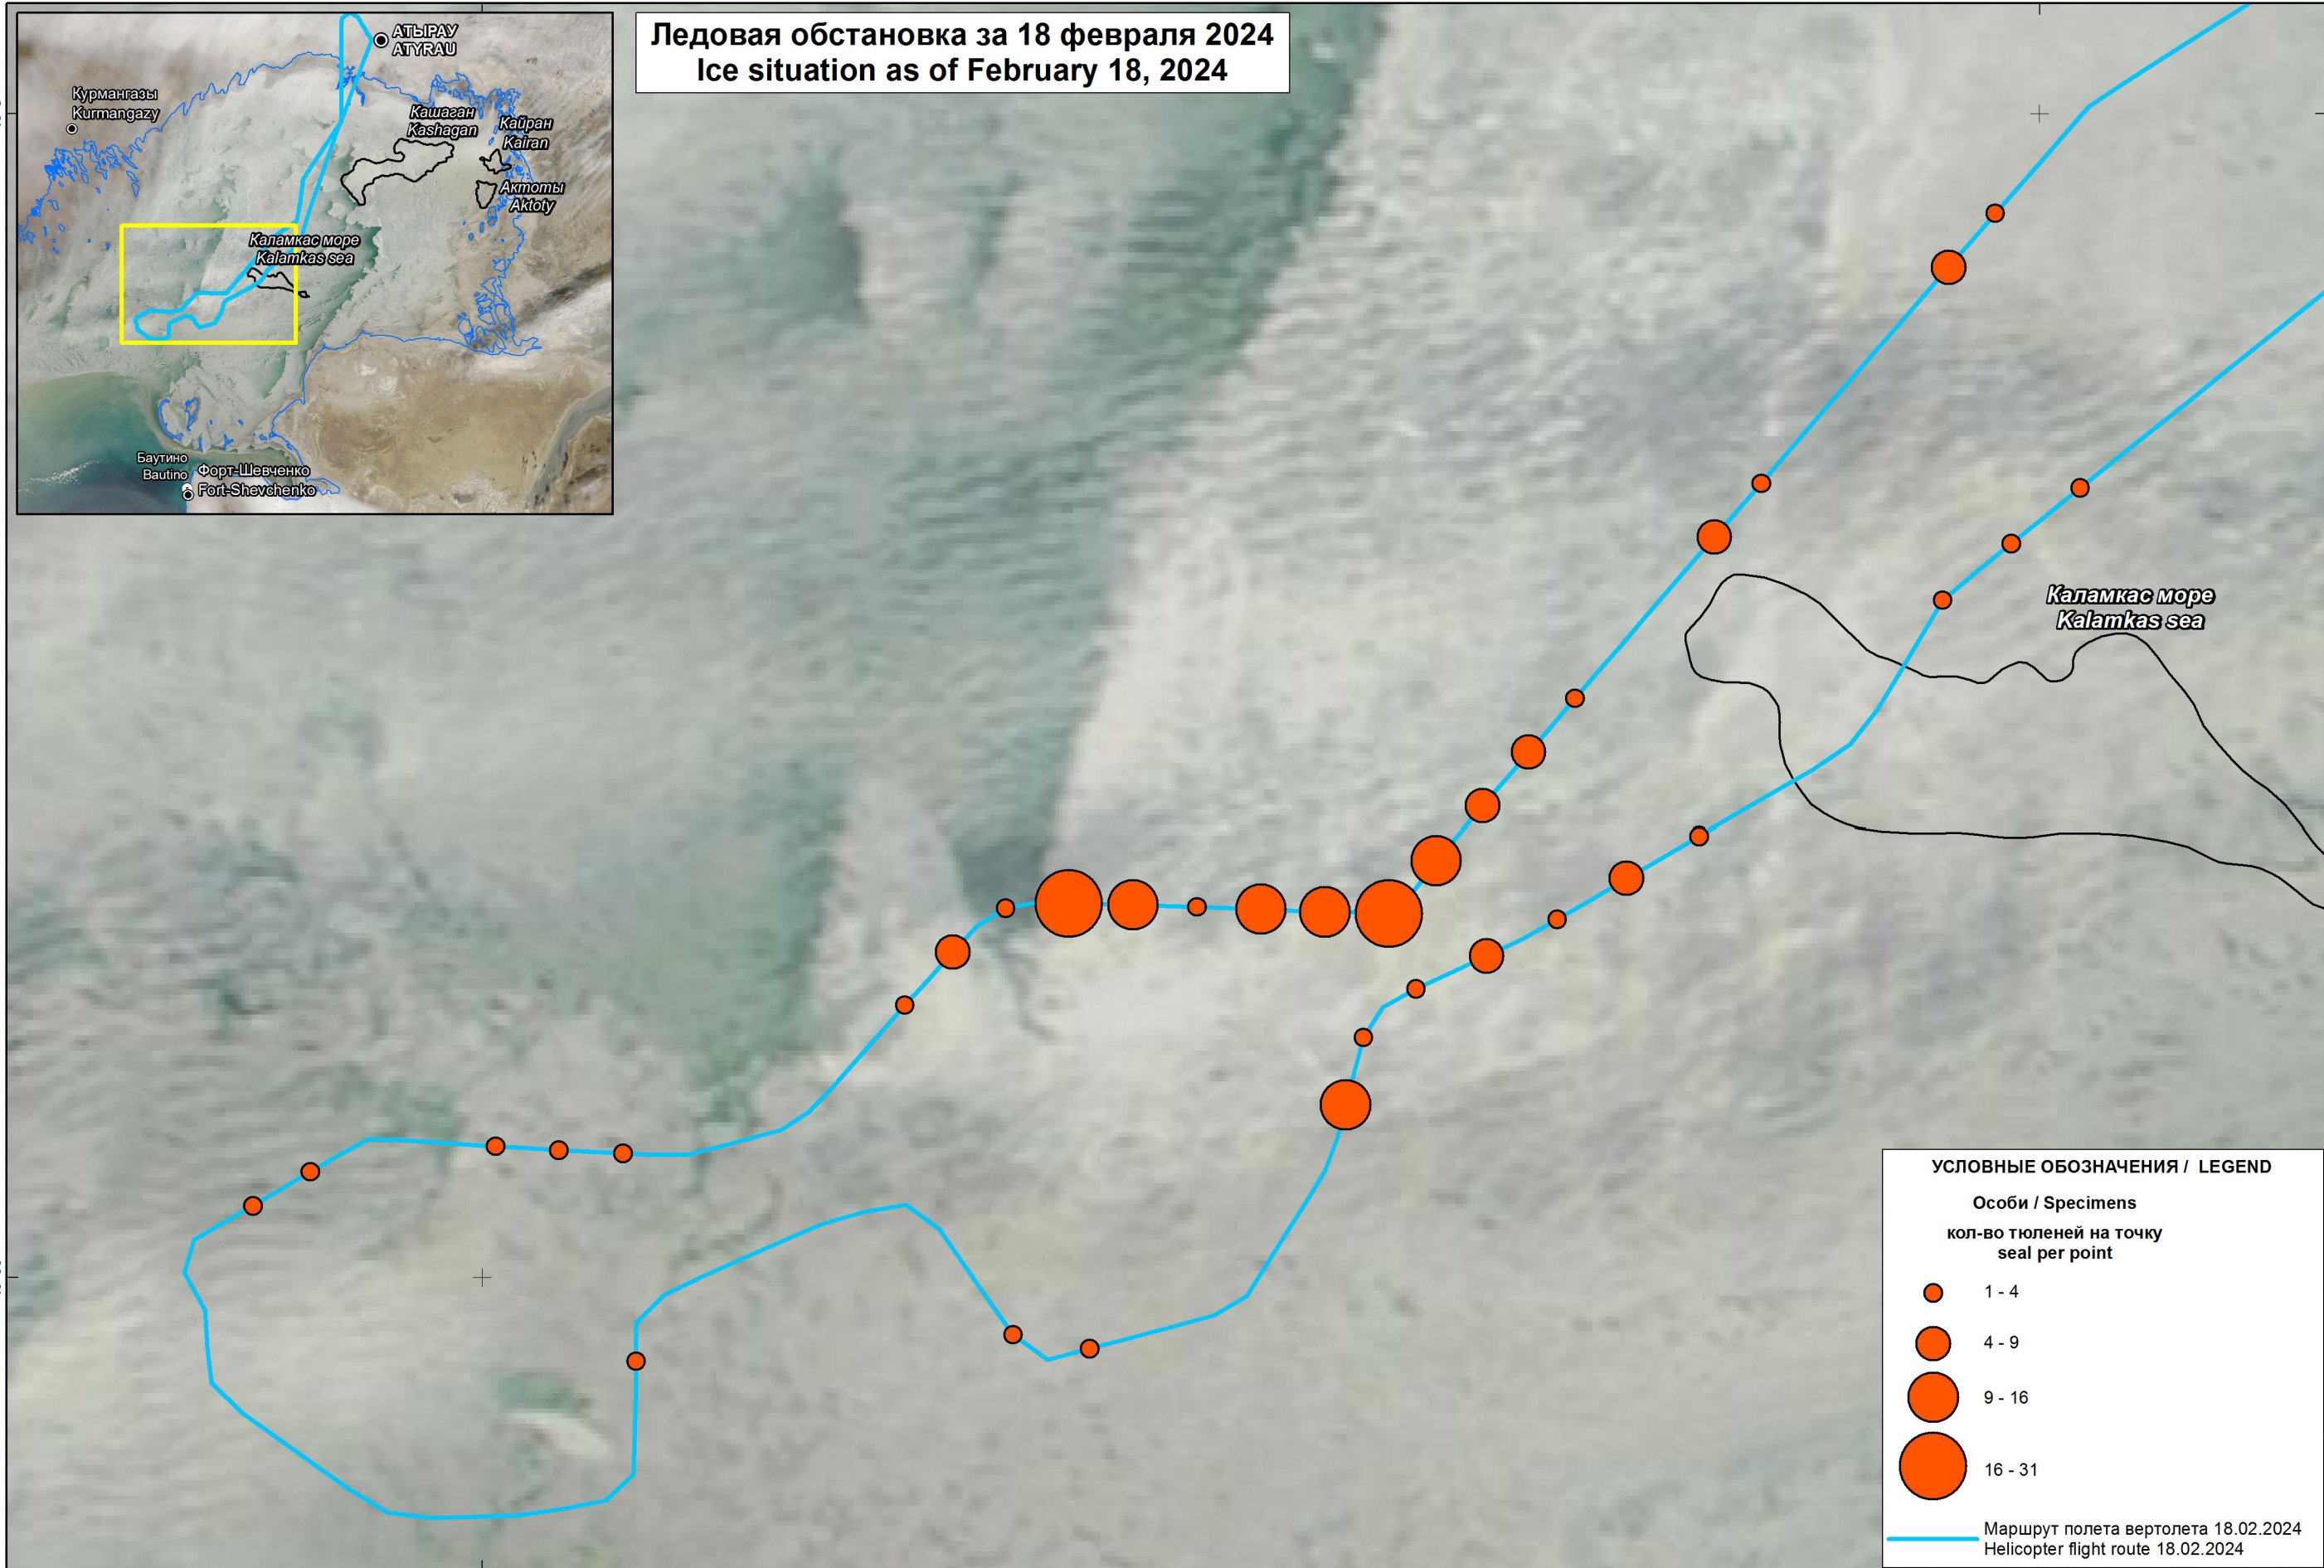 Ледовая обстановка за 18 февраля 2024
Ice situation as of February 18, 2024
АТЫРАУ
ATYRAU
Курмангазы
Kurmangazy
Кашаган
Kashagan
Кайран
Kairan
Актоты
Aktoty
Каламкас море
Kalamkas sea
Баутино
Bautino
Форт-Шевченко
Fort-Shevchenko
Каламкас море
Kalamkas sea
УСЛОВНЫЕ ОБОЗНАЧЕНИЯ / LEGEND
Особи / Specimens
кол-во тюленей на точку
seal per point
1 - 4
4 - 9
9 - 16
16 - 31
Маршрут полета вертолета 18.02.2024
Helicopter flight route 18.02.2024